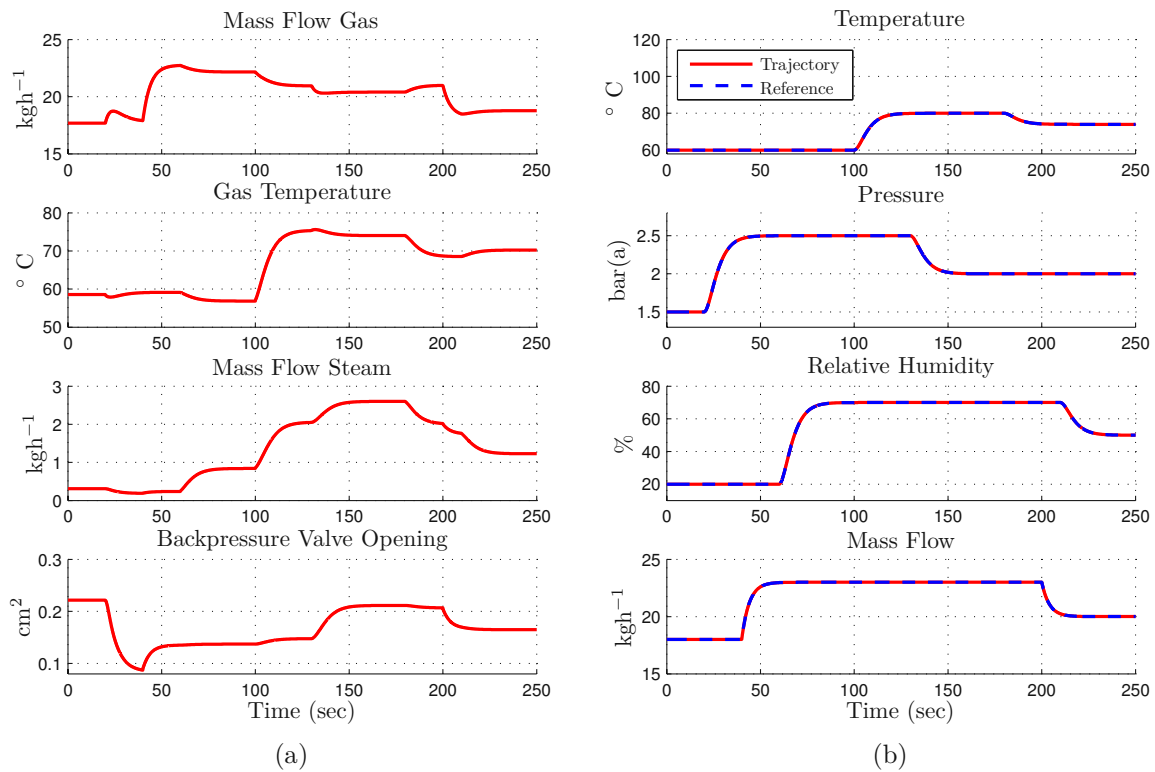 Mass Flow Gas
25
20
15
kgh⁻¹
0 50 100 150 200 250
Gas Temperature
80
70
60
50
° C
0 50 100 150 200 250
Mass Flow Steam
3
2
1
0
kgh⁻¹
0 50 100 150 200 250
Backpressure Valve Opening
0.3
0.2
0.1
cm²
0 50 100 150 200 250
Time (sec)
(a)
Temperature
120
100
80
60
° C
Trajectory
Reference
0 50 100 150 200 250
Pressure
2.5
2
1.5
bar(a)
0 50 100 150 200 250
Relative Humidity
80
60
40
20
%
0 50 100 150 200 250
Mass Flow
25
20
15
kgh⁻¹
0 50 100 150 200 250
Time (sec)
(b)